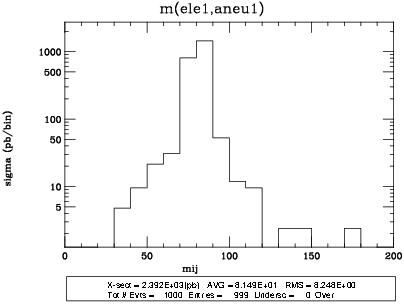 m(ele1,aneu1)
sigma (pb/bin)
1000
500
100
50
10
5
0 50 100 150 200
mij
X-sect = 2.392E+03(pb) AVG = 8.149E+01 RMS = 8.248E+00
Tot # Evts = 1000 Entries = 999 Undersc = 0 Over